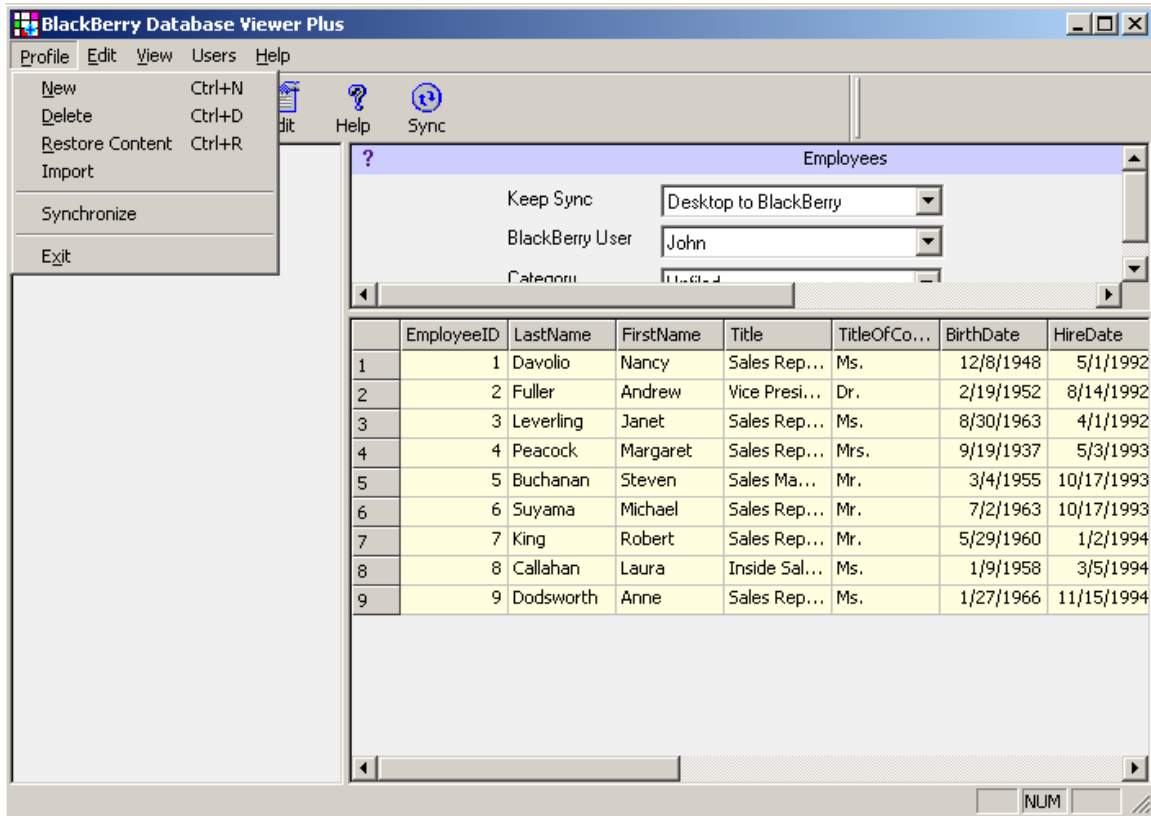 BlackBerry Database Viewer Plus
Profile Edit View Users Help
New Ctrl+N
Delete Ctrl+D
Restore Content Ctrl+R
Import
Synchronize
Exit
dit Help Sync
? Employees
Keep Sync Desktop to BlackBerry
BlackBerry User John
Category Unfiled
EmployeeID LastName FirstName Title TitleOfCo... BirthDate HireDate
1 1 Davolio Nancy Sales Rep... Ms. 12/8/1948 5/1/1992
2 2 Fuller Andrew Vice Presi... Dr. 2/19/1952 8/14/1992
3 3 Leverling Janet Sales Rep... Ms. 8/30/1963 4/1/1992
4 4 Peacock Margaret Sales Rep... Mrs. 9/19/1937 5/3/1993
5 5 Buchanan Steven Sales Ma... Mr. 3/4/1955 10/17/1993
6 6 Suyama Michael Sales Rep... Mr. 7/2/1963 10/17/1993
7 7 King Robert Sales Rep... Mr. 5/29/1960 1/2/1994
8 8 Callahan Laura Inside Sal... Ms. 1/9/1958 3/5/1994
9 9 Dodsworth Anne Sales Rep... Ms. 1/27/1966 11/15/1994
NUM